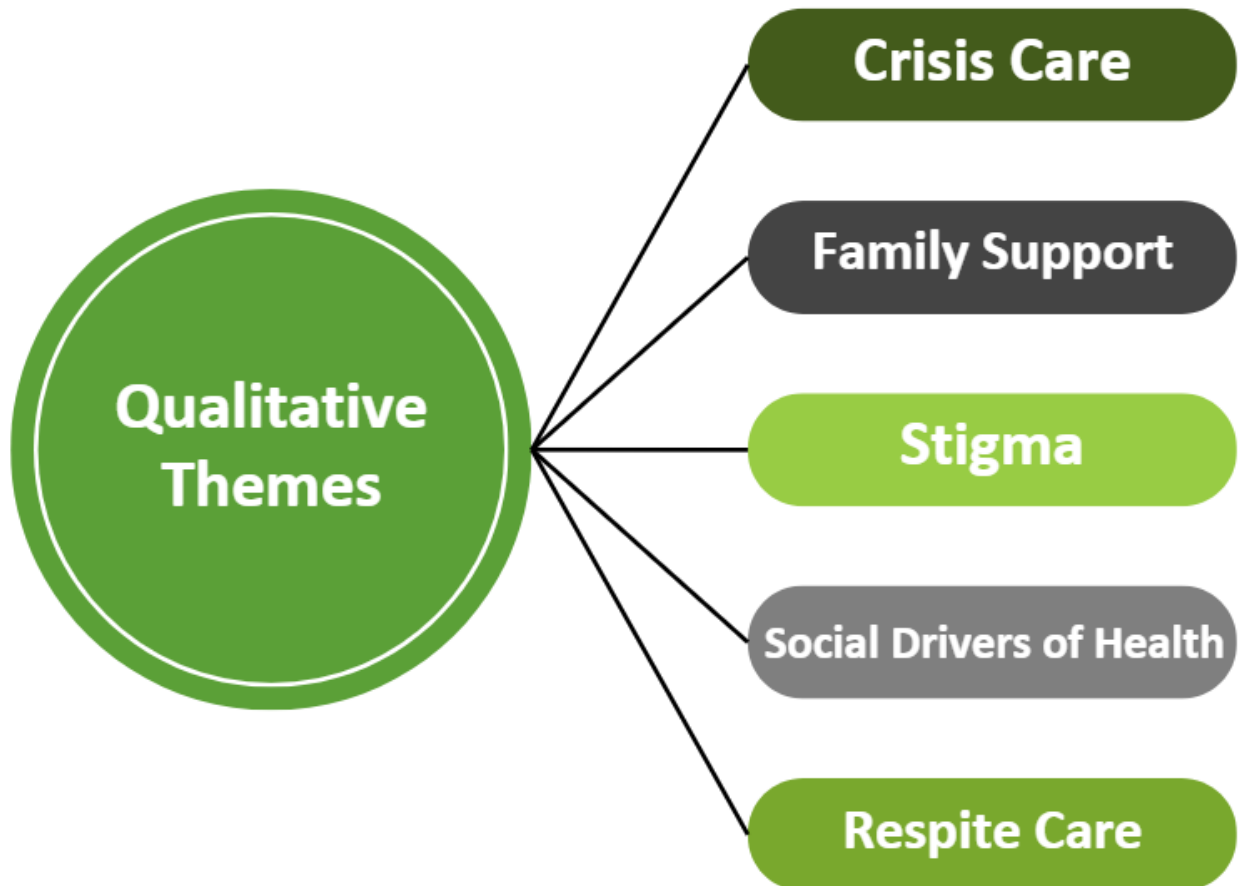 Qualitative
Themes
Crisis Care
Family Support
Stigma
Social Drivers of Health
Respite Care